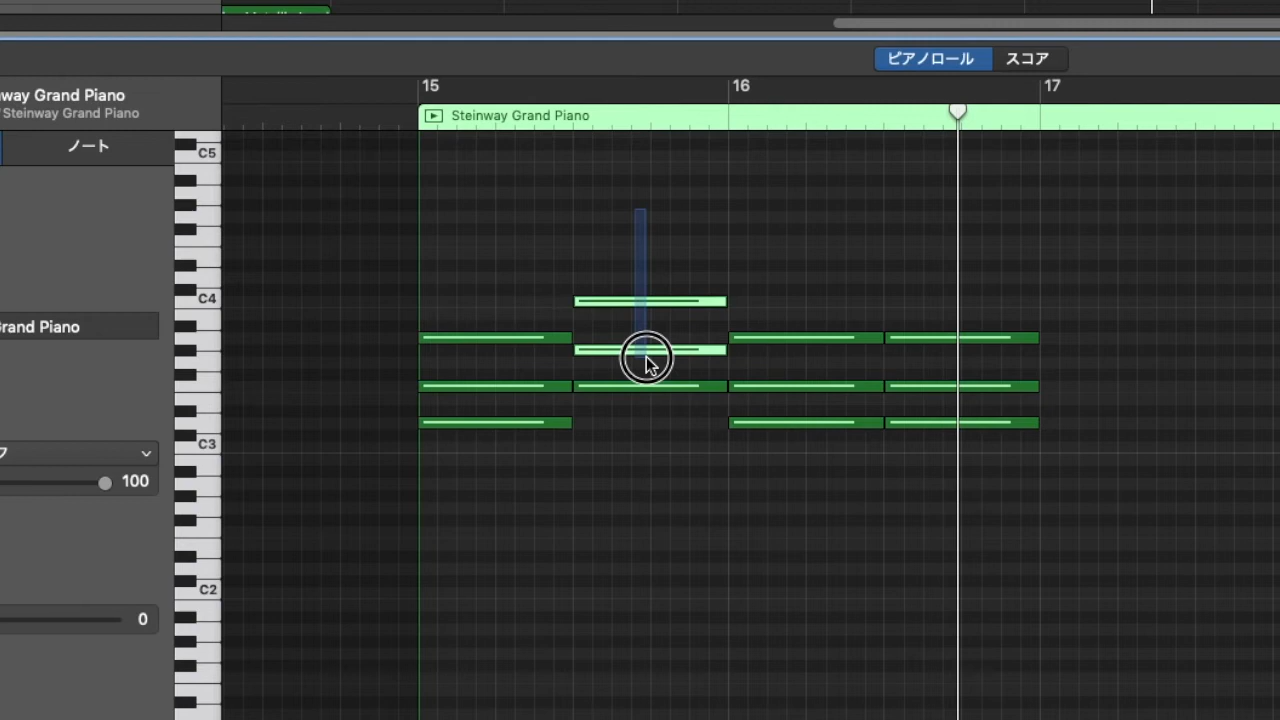 ピアノロール スコア
way Grand Piano
Steinway Grand Piano
15 16 17
Steinway Grand Piano
ノート
C5
C4
Grand Piano
C3
100
C2
0